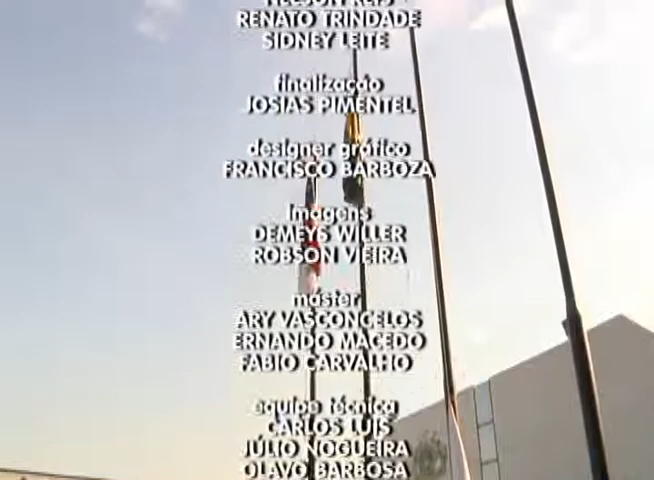 RENATO TRINDADE
SIDNEY LEITE
finalização
JOSIAS PIMENTEL
designer gráfico
FRANCISCO BARBOZA
imagens
DEMEYS WILLER
ROBSON VIEIRA
máster
ARY VASCONCELOS
ERNANDO MACEDO
FABIO CARVALHO
equipe técnica
CARLOS LUIS
JÚLIO NOGUEIRA
OLAVO BARBOSA